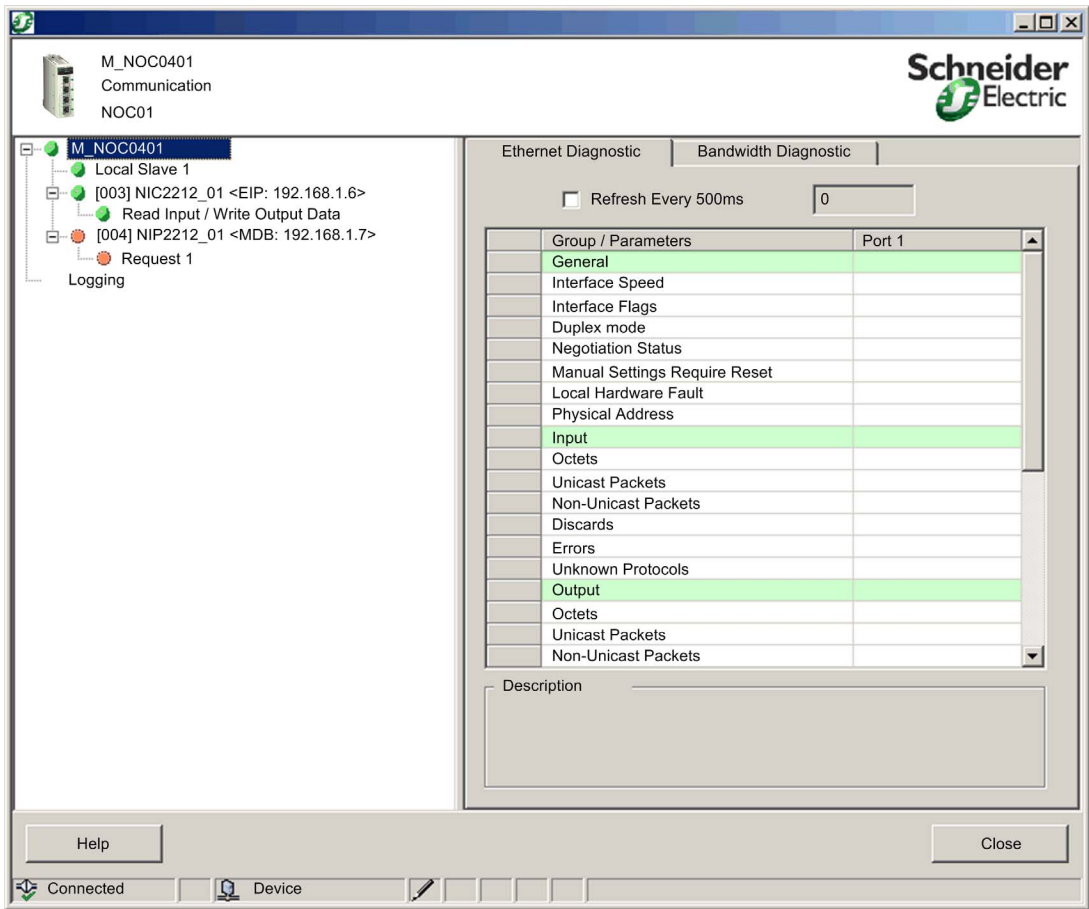 M_NOC0401
Communication
NOC01
Schneider
Electric
M_NOC0401
Local Slave 1
[003] NIC2212_01 <EIP: 192.168.1.6>
Read Input / Write Output Data
[004] NIP2212_01 <MDB: 192.168.1.7>
Request 1
Logging
Ethernet Diagnostic
Bandwidth Diagnostic
Refresh Every 500ms
0
Group / Parameters Port 1
General
Interface Speed
Interface Flags
Duplex mode
Negotiation Status
Manual Settings Require Reset
Local Hardware Fault
Physical Address
Input
Octets
Unicast Packets
Non-Unicast Packets
Discards
Errors
Unknown Protocols
Output
Octets
Unicast Packets
Non-Unicast Packets
Description
Help
Close
Connected
Device